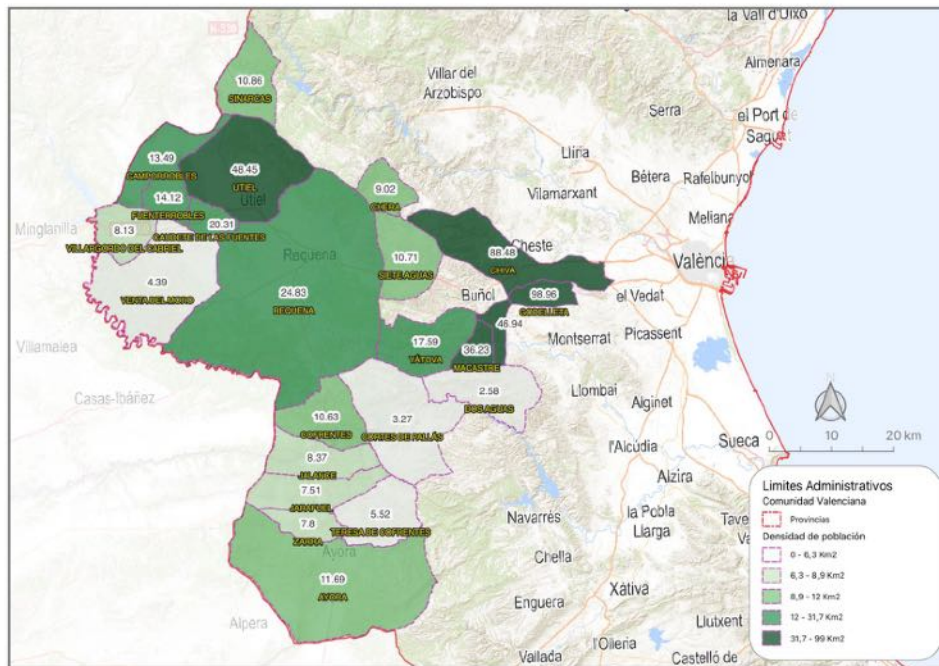 la Vall d'Uixó
Almenara
Villar del
Arzobispo
Serra
el Port de
Llíria
Bétera
Rafelbunyol
Vilamarxant
Meliana
Minglanilla
Cheste
València
Buñol
el Vedat
Montserrat
Picassent
Villamalea
Casas-Ibáñez
Llombai
Alginet
l'Alcúdia
Sueca
Alzira
Navarrés
la Pobla
Llarga
Chella
Xàtiva
Enguera
Alpera
l'Olleria
Llutxent
Vallada
Castelló de
10.86
SINARCAS
13.49
CAMPORROBLES
48.45
UTIEL
Utiel
14.12
FUENTERROBLES
9.02
CHERA
8.13
VILLARGORDO DEL CABRIEL
20.31
CAUDETE DE LAS FUENTES
Requena
10.71
SIETE AGUAS
88.48
CHIVA
4.39
VENTA DEL MORO
24.83
REQUENA
98.96
GODELLETA
46.94
17.59
YÁTOVA
36.23
MACASTRE
2.58
DOS AGUAS
10.63
COFRENTES
3.27
CORTES DE PALLÁS
8.37
JALANCE
7.51
JARAFUEL
5.52
TERESA DE COFRENTES
7.8
ZARRA
Ayora
11.69
AYORA
0 10 20 km
Limites Administrativos
Comunidad Valenciana
Provincias
Densidad de población
0 - 6,3 Km2
6,3 - 8,9 Km2
8,9 - 12 Km2
12 - 31,7 Km2
31,7 - 99 Km2